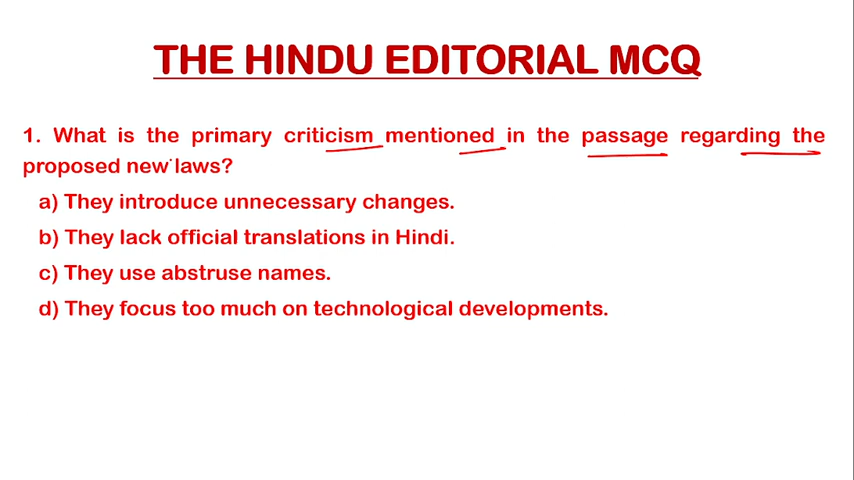 THE HINDU EDITORIAL MCQ
1. What is the primary criticism mentioned in the passage regarding the
proposed new laws?
a) They introduce unnecessary changes.
b) They lack official translations in Hindi.
c) They use abstruse names.
d) They focus too much on technological developments.